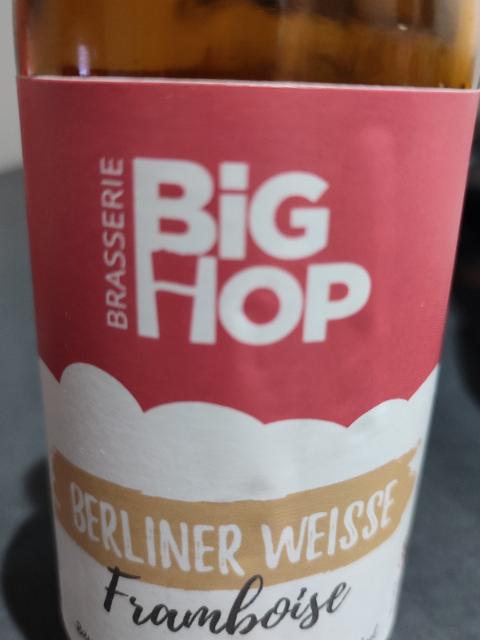 BRASSERIE
BiG
HOP
BERLINER WEISSE
Framboise